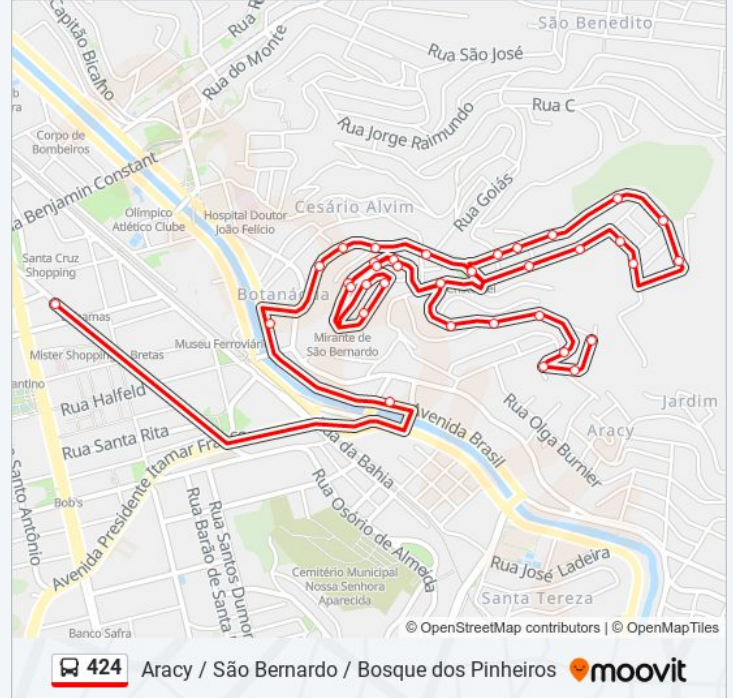 São Benedito
Capitão Bicalho
Rua do Monte
Rua São José
Rua C
Rua Jorge Raimundo
Corpo de
Bombeiros
Benjamin Constant
Rua Goiás
Olímpico
Atlético Clube
Hospital Doutor
João Felício
Cesário Alvim
Santa Cruz
Shopping
Mister Shopping
Bretas
Museu Ferroviário
Mirante de
São Bernardo
Rua Halfeld
Jardim
Avenida Brasil
Rua Olga Burnier
Aracy
Rua Santa Rita
Avenida Presidente Itamar Franco
Rua da Bahia
Santo Antônio
Bob's
Rua Santos Dumont
Rua Barão de Santa
Rua Osório de Almeida
Cemitério Municipal
Nossa Senhora
Aparecida
Rua José Ladeira
Santa Tereza
Banco Safra
© OpenStreetMap contributors | © OpenMapTiles
424 Aracy / São Bernardo / Bosque dos Pinheiros moovit